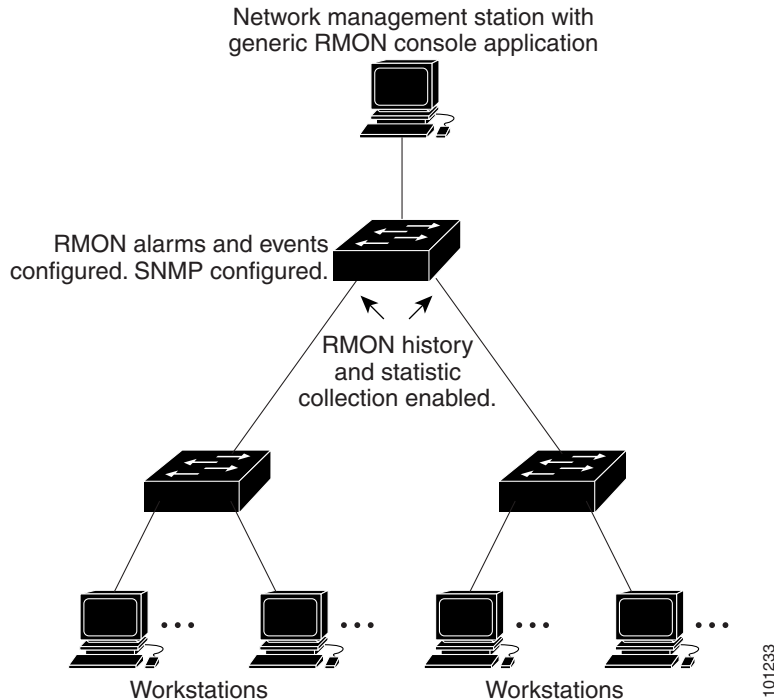 Network management station with
generic RMON console application
RMON alarms and events
configured. SNMP configured.
RMON history
and statistic
collection enabled.
Workstations
Workstations
101233